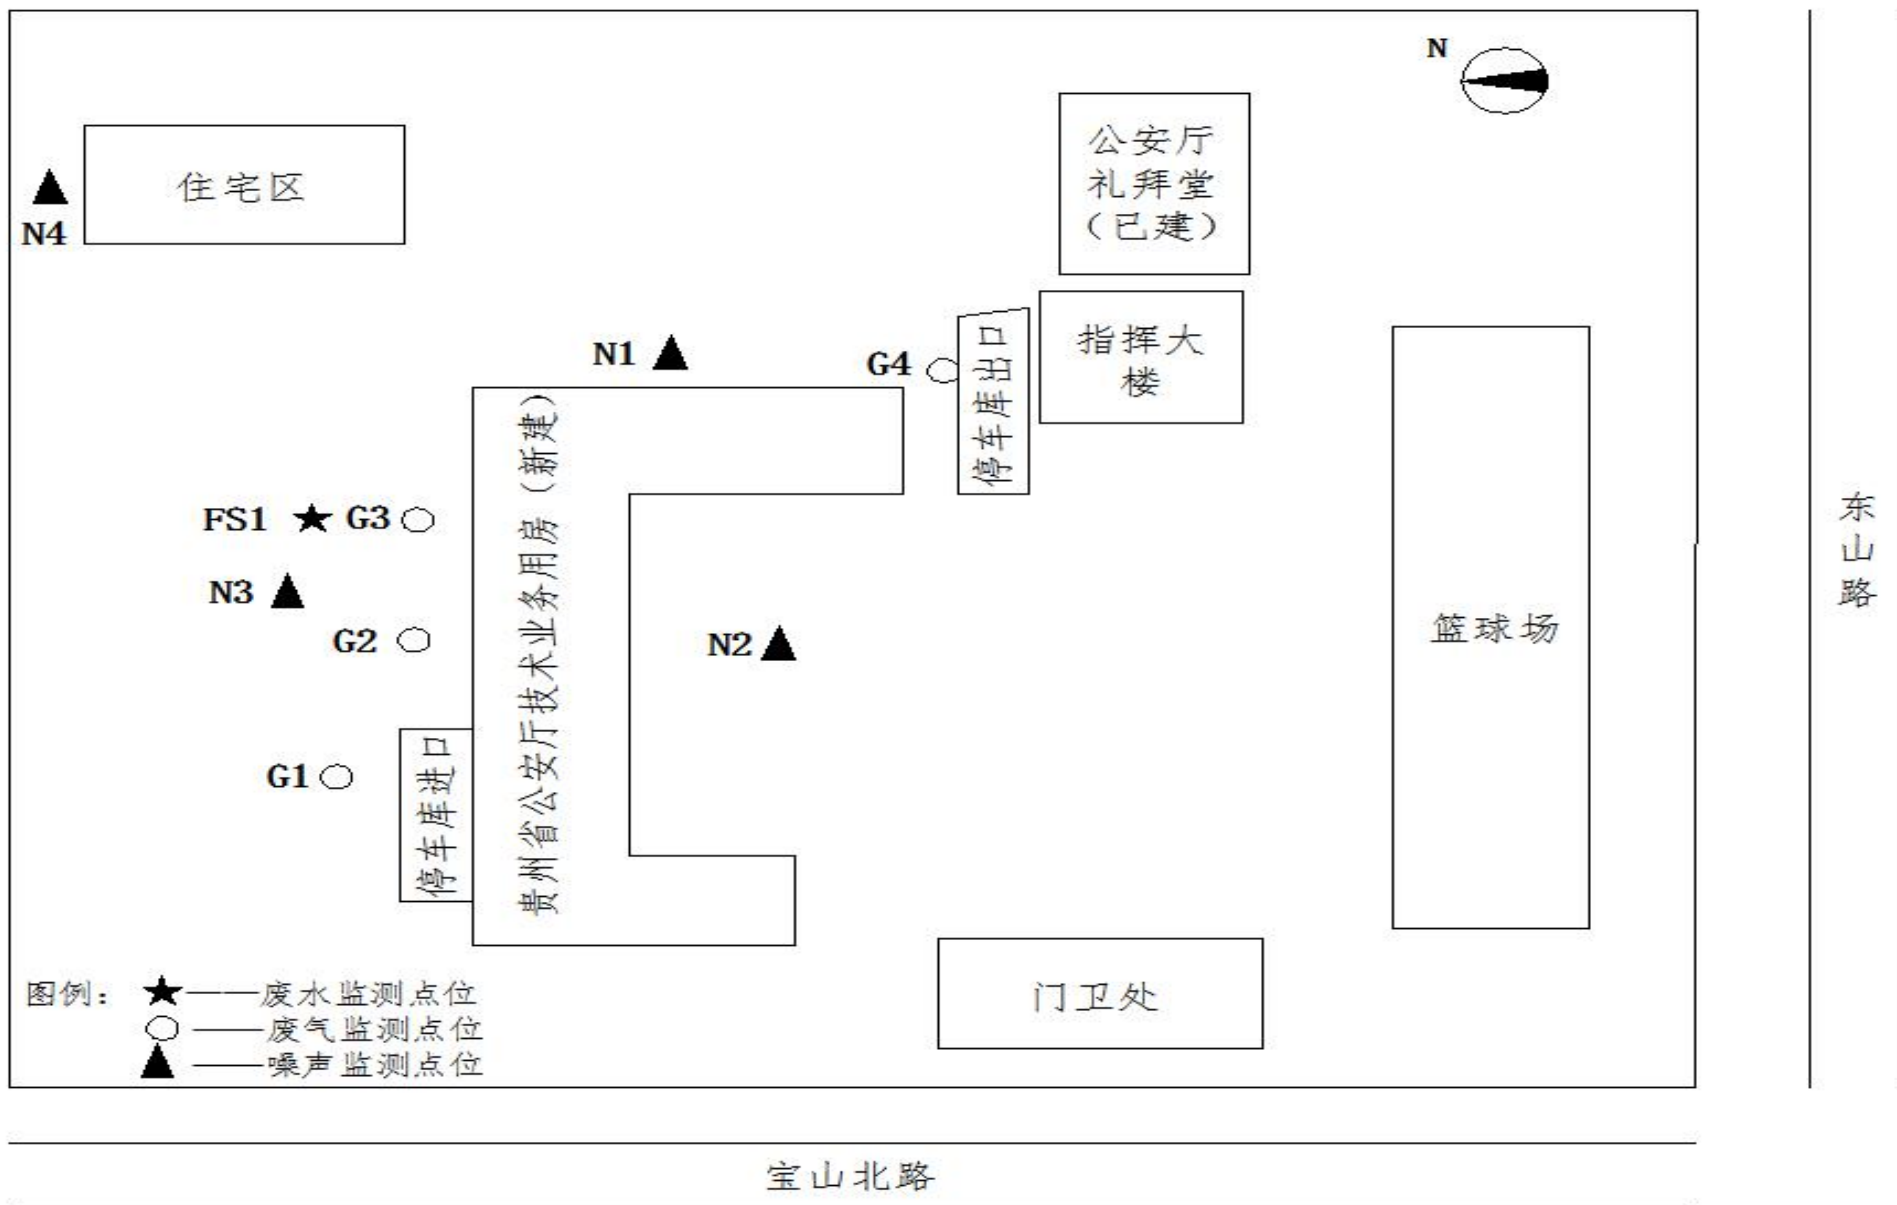 N
公安厅
礼拜堂
（已建）
住宅区
N4
指挥大
楼
N1
G4
停车库出口
贵州省公安厅技术业务用房（新建）
FS1
G3
N3
G2
N2
G1
停车库进口
篮球场
东山路
门卫处
图例：
★——废水监测点位
○——废气监测点位
▲——噪声监测点位
宝山北路